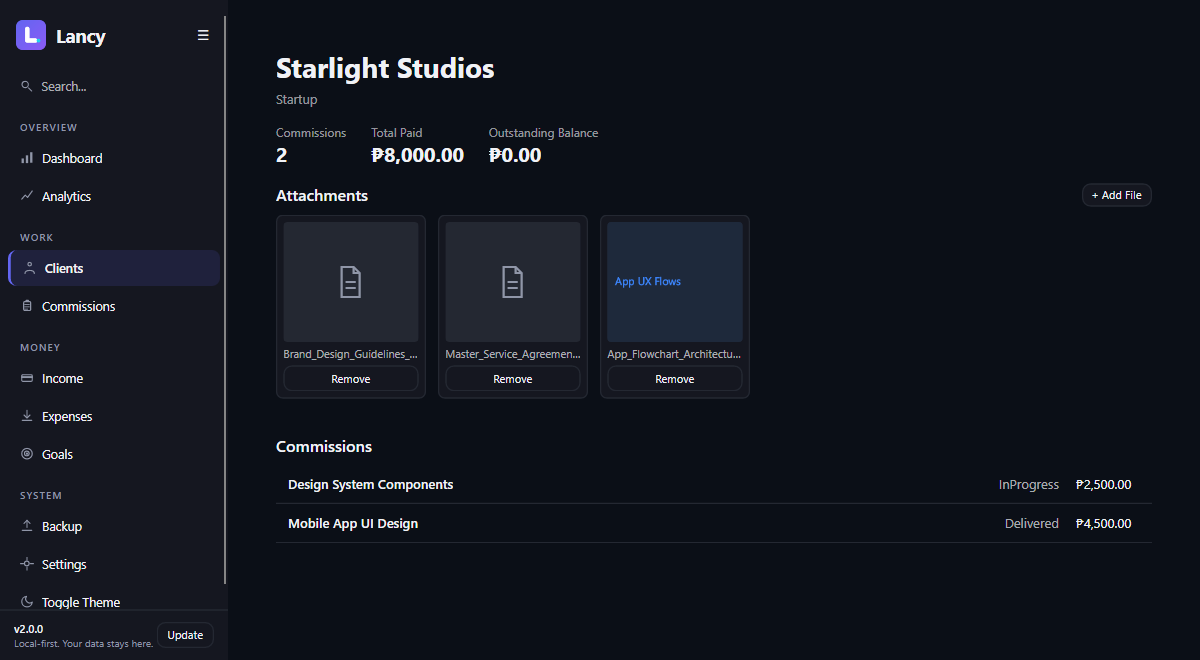 Lancy
☰
Search...
OVERVIEW
Dashboard
Analytics
WORK
Clients
Commissions
MONEY
Income
Expenses
Goals
SYSTEM
Backup
Settings
Toggle Theme
v2.0.0
Local-first. Your data stays here.
Update
Starlight Studios
Startup
Commissions Total Paid Outstanding Balance
2 ₱8,000.00 ₱0.00
Attachments
+ Add File
App UX Flows
Brand_Design_Guidelines_... Master_Service_Agreemen... App_Flowchart_Architectu...
Remove Remove Remove
Commissions
Design System Components InProgress ₱2,500.00
Mobile App UI Design Delivered ₱4,500.00